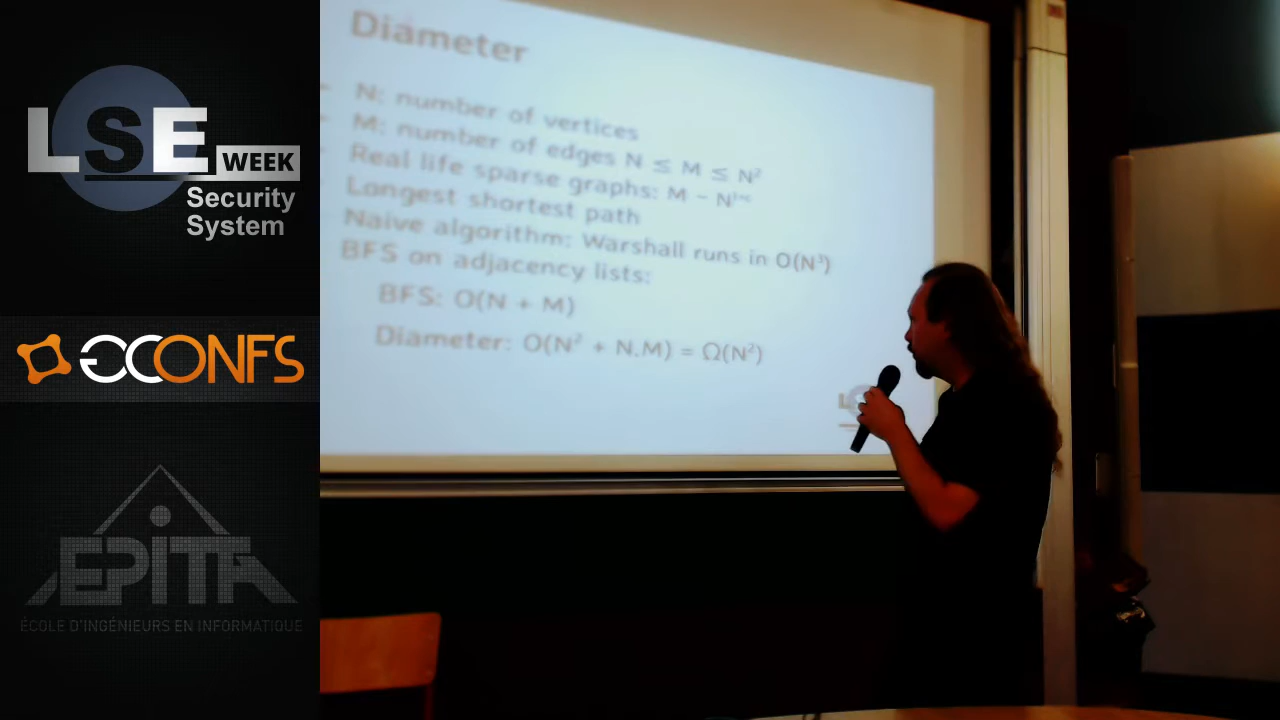 LSE WEEK
Security
System
CONFS
EPITA
ÉCOLE D'INGÉNIEURS EN INFORMATIQUE
Diameter
N: number of vertices
M: number of edges N ≤ M ≤ N²
Real life sparse graphs: M ~
Longest shortest path
Naive algorithm: Warshall runs in O(N³)
BFS on adjacency lists:
BFS: O(N + M)
Diameter: O(N² + N.M) = Ω(N²)